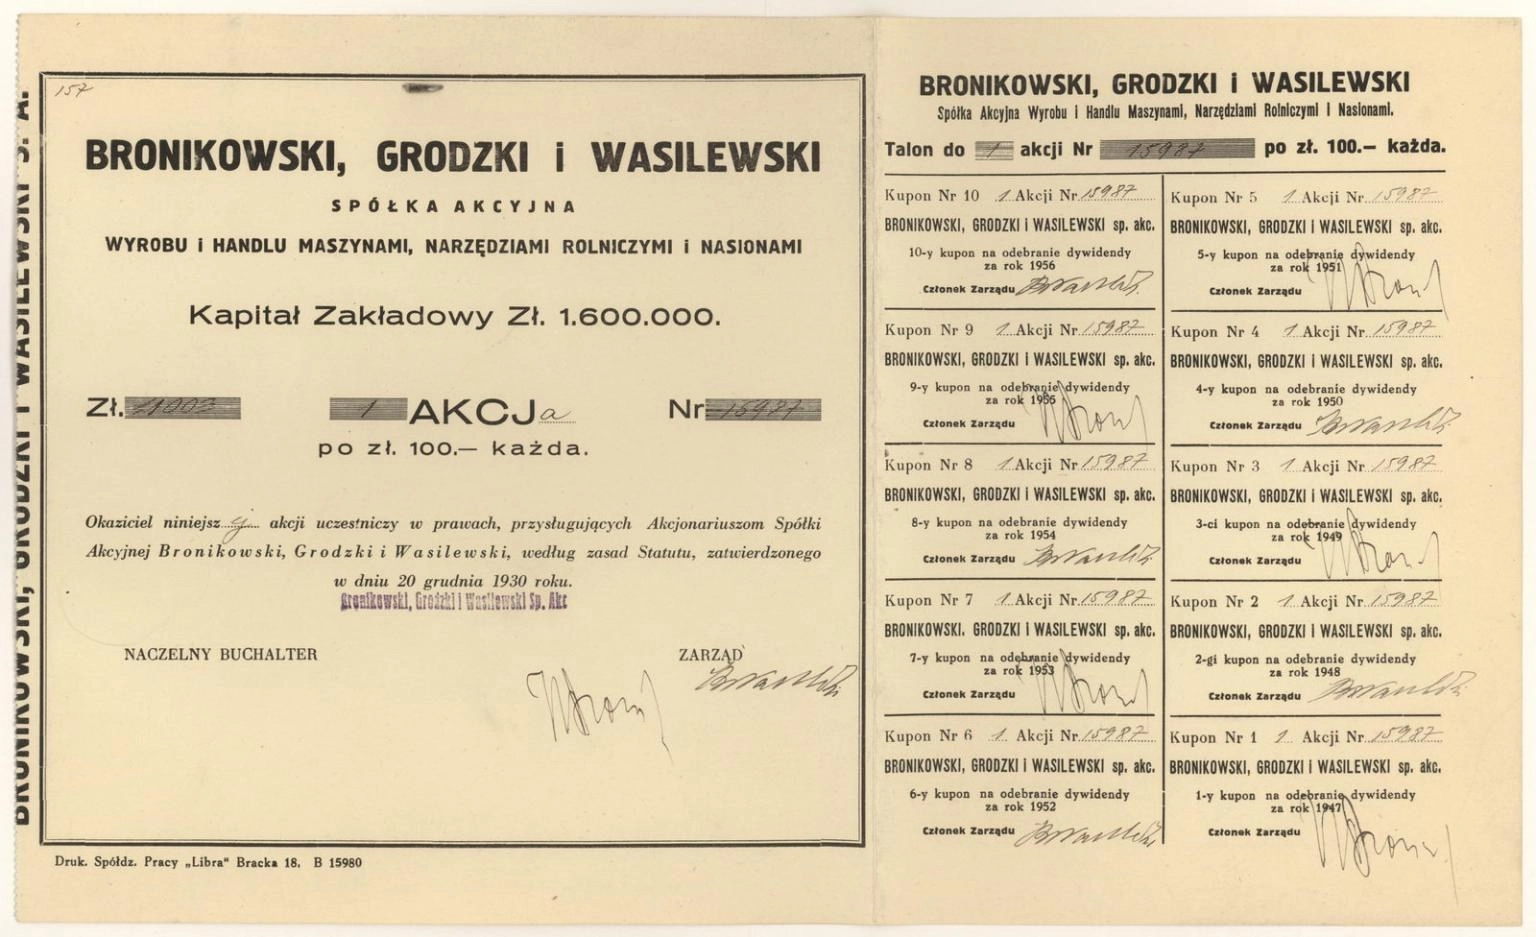 157
BRONIKOWSKI, GRODZKI i WASILEWSKI S. A.
BRONIKOWSKI, GRODZKI i WASILEWSKI
SPÓŁKA AKCYJNA
WYROBU i HANDLU MASZYNAMI, NARZĘDZIAMI ROLNICZYMI i NASIONAMI
Kapitał Zakładowy Zł. 1.600.000.
Zł. 1 AKCJa Nr 15987
po zł. 100.— każda.
Okaziciel niniejszej akcji uczestniczy w prawach, przysługujących Akcjonariuszom Spółki
Akcyjnej Bronikowski, Grodzki i Wasilewski, według zasad Statutu, zatwierdzonego
w dniu 20 grudnia 1930 roku.
Bronikowski, Grodzki i Wasilewski Sp. Akc
NACZELNY BUCHALTER ZARZĄD
Druk. Spółdz. Pracy „Libra" Bracka 18. B 15980
BRONIKOWSKI, GRODZKI i WASILEWSKI
Spółka Akcyjna Wyrobu i Handlu Maszynami, Narzędziami Rolniczymi i Nasionami.
Talon do 1 akcji Nr 15987 po zł. 100.— każda.
Kupon Nr 10 1 Akcji Nr 15987
BRONIKOWSKI, GRODZKI i WASILEWSKI sp. akc.
10-y kupon na odebranie dywidendy
za rok 1956
Członek Zarządu
Kupon Nr 9 1 Akcji Nr 15987
BRONIKOWSKI, GRODZKI i WASILEWSKI sp. akc.
9-y kupon na odebranie dywidendy
za rok 1955
Członek Zarządu
Kupon Nr 8 1 Akcji Nr 15987
BRONIKOWSKI, GRODZKI i WASILEWSKI sp. akc.
8-y kupon na odebranie dywidendy
za rok 1954
Członek Zarządu
Kupon Nr 7 1 Akcji Nr 15987
BRONIKOWSKI. GRODZKI i WASILEWSKI sp. akc.
7-y kupon na odebranie dywidendy
za rok 1953
Członek Zarządu
Kupon Nr 6 1 Akcji Nr 15987
BRONIKOWSKI, GRODZKI i WASILEWSKI sp. akc.
6-y kupon na odebranie dywidendy
za rok 1952
Członek Zarządu
Kupon Nr 5 1 Akcji Nr 15987
BRONIKOWSKI, GRODZKI i WASILEWSKI sp. akc.
5-y kupon na odebranie dywidendy
za rok 1951
Członek Zarządu
Kupon Nr 4 1 Akcji Nr 15987
BRONIKOWSKI, GRODZKI i WASILEWSKI sp. akc.
4-y kupon na odebranie dywidendy
za rok 1950
Członek Zarządu
Kupon Nr 3 1 Akcji Nr 15987
BRONIKOWSKI, GRODZKI i WASILEWSKI sp. akc.
3-ci kupon na odebranie dywidendy
za rok 1949
Członek Zarządu
Kupon Nr 2 1 Akcji Nr 15987
BRONIKOWSKI, GRODZKI i WASILEWSKI sp. akc.
2-gi kupon na odebranie dywidendy
za rok 1948
Członek Zarządu
Kupon Nr 1 1 Akcji Nr 15987
BRONIKOWSKI, GRODZKI i WASILEWSKI sp. akc.
1-y kupon na odebranie dywidendy
za rok 1947
Członek Zarządu